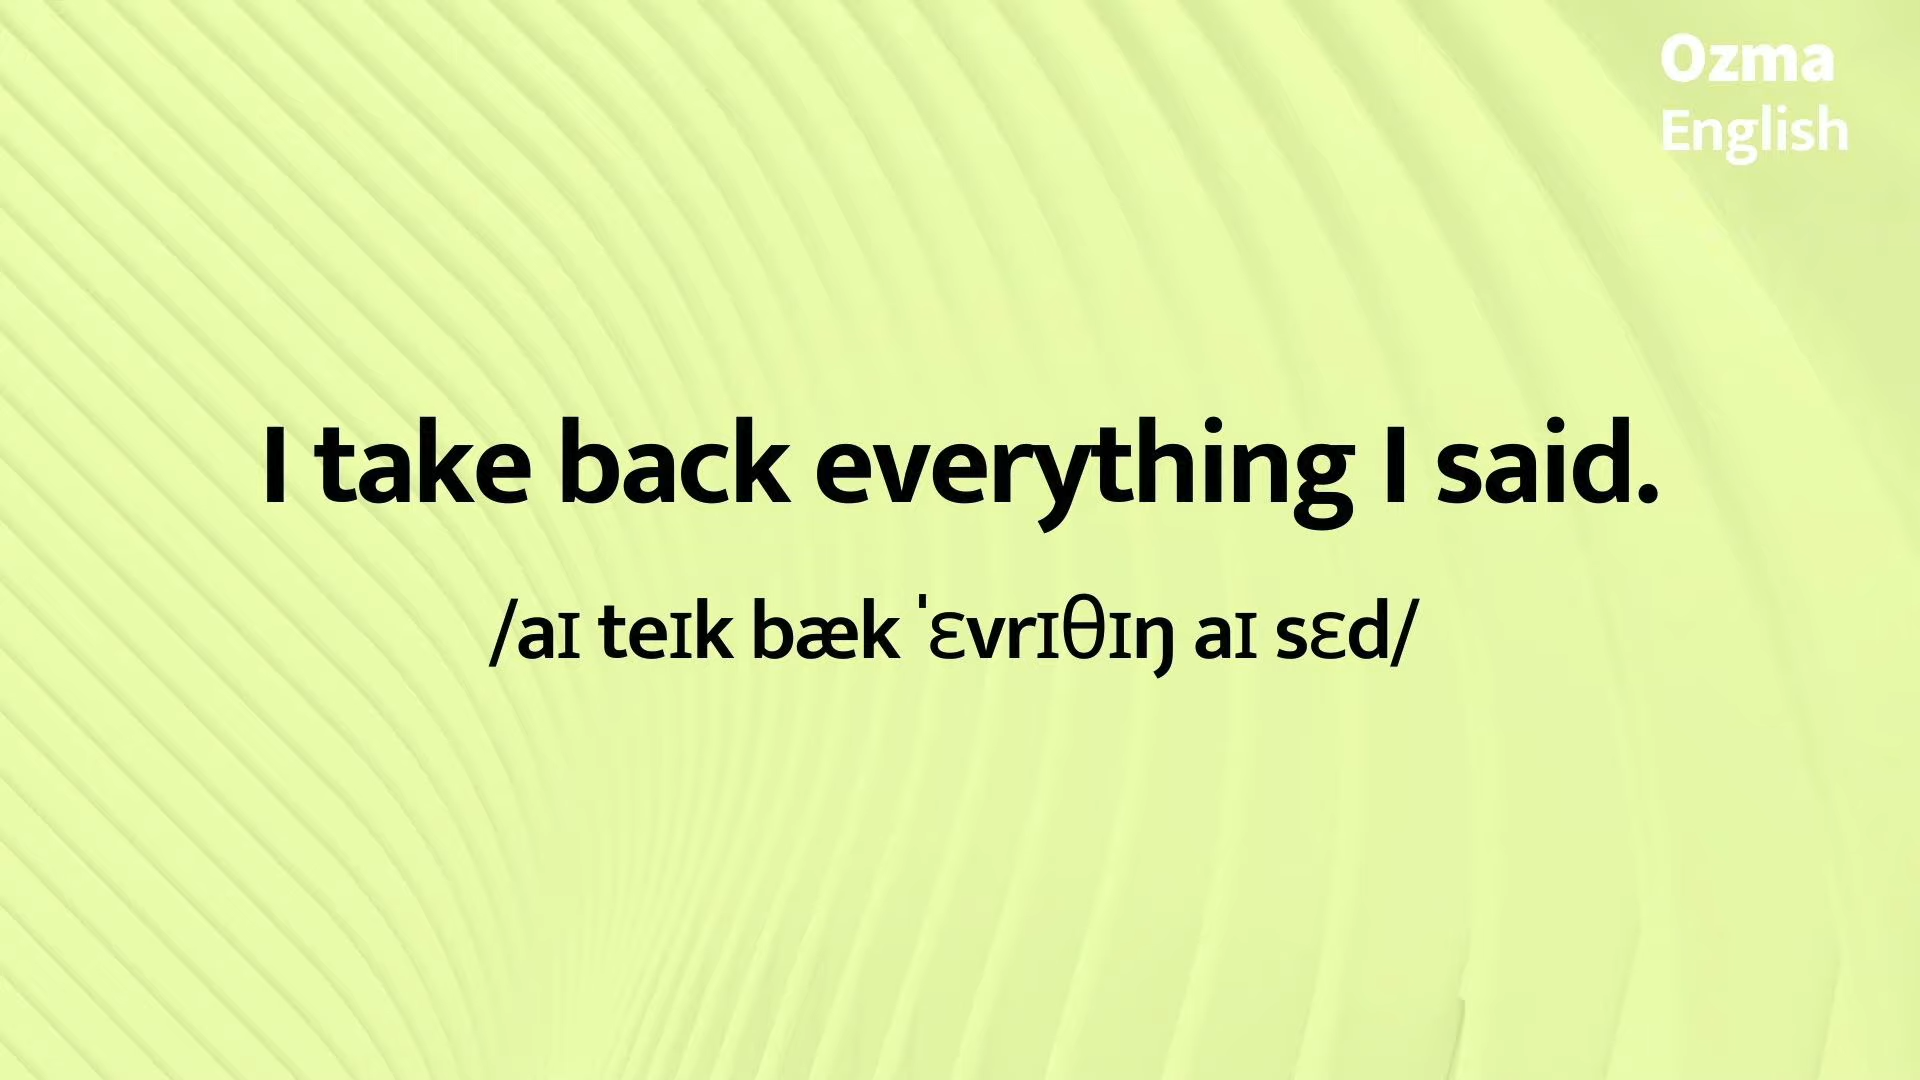 Ozma
English
I take back everything I said.
/aɪ teɪk bæk ˈɛvrɪθɪŋ aɪ sɛd/